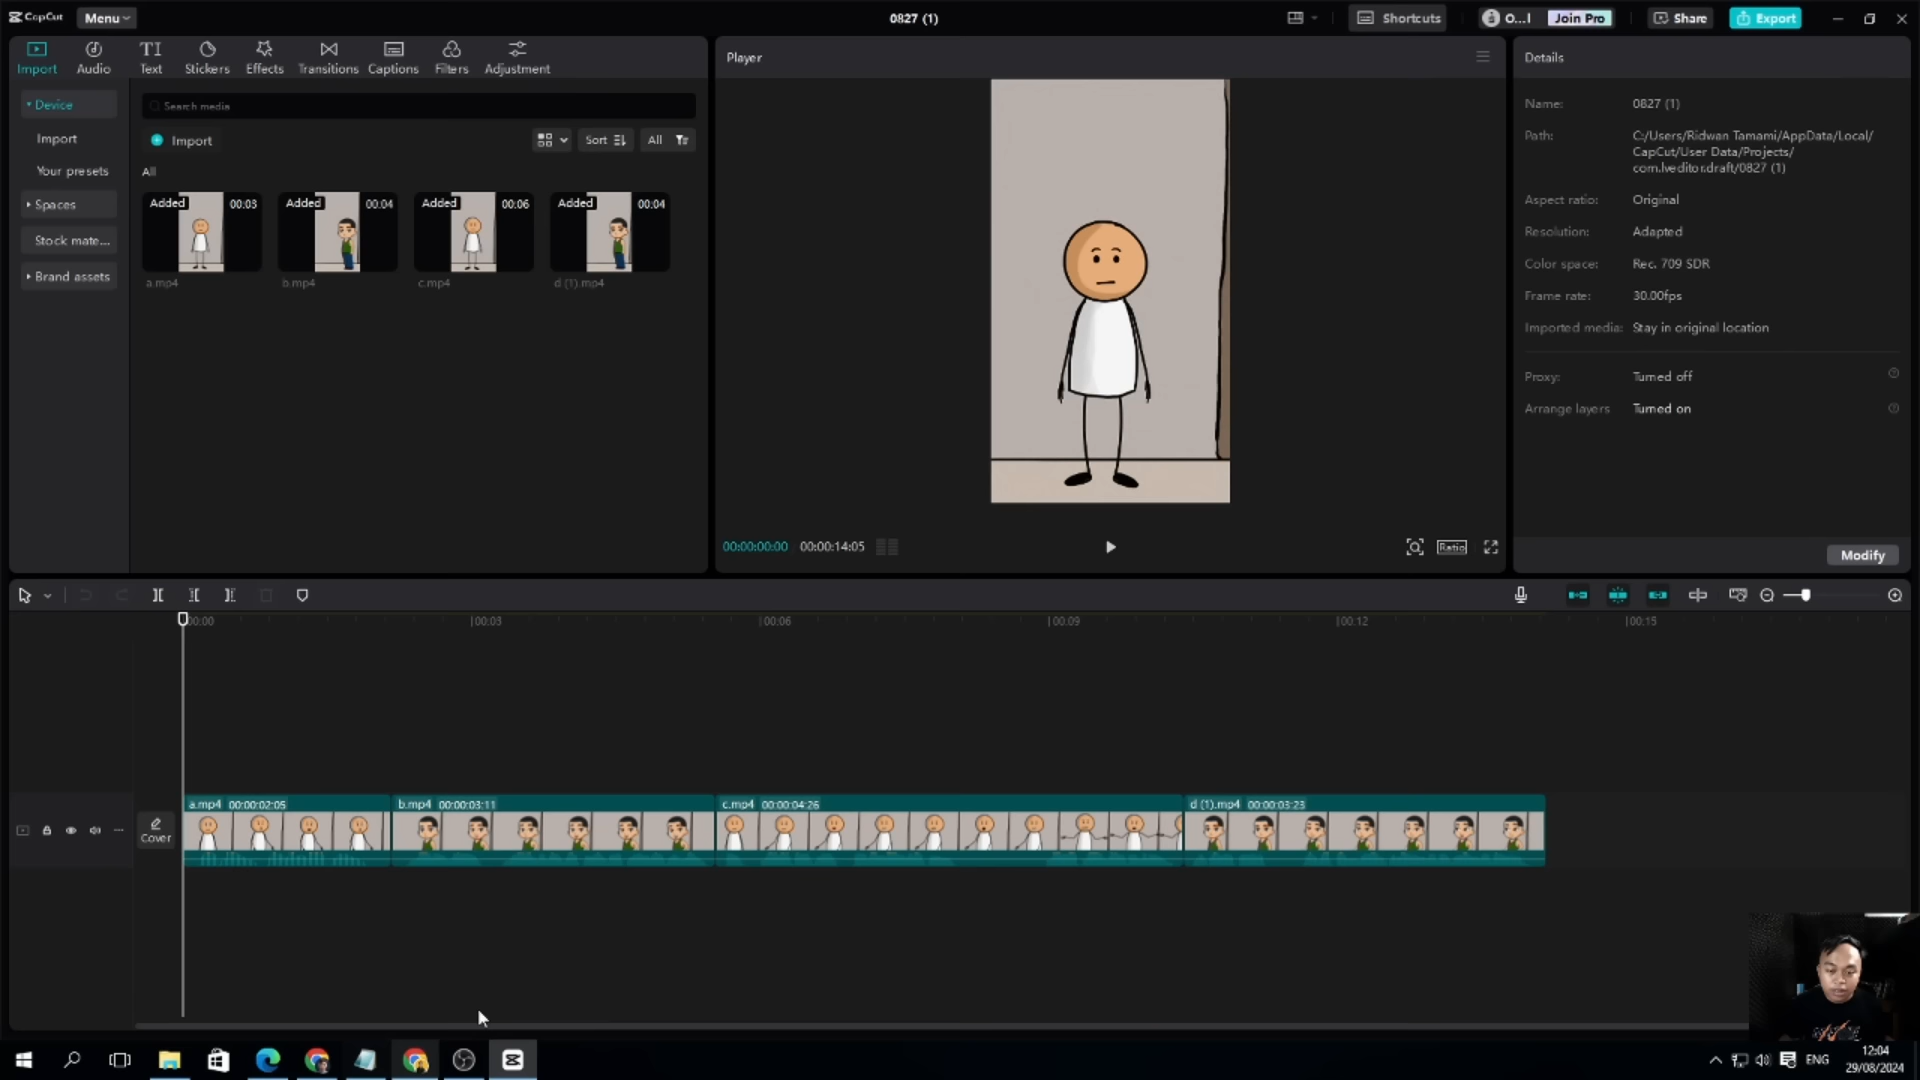 CapCut
Menu
0827 (1)
Shortcuts
O...l
Join Pro
Share
Export
Import
Audio
TI
Text
Stickers
Effects
Transitions
Captions
Filters
Adjustment
Device
Import
Your presets
Spaces
Stock mate...
Brand assets
Search media
Import
Sort
All
All
Added 00:03
Added 00:04
Added 00:06
Added 00:04
a.mp4
b.mp4
c.mp4
d (1).mp4
Player
00:00:00:00 00:00:14:05
Ratio
Details
Name: 0827 (1)
Path: C:/Users/Ridwan Tamami/AppData/Local/
CapCut/User Data/Projects/
com.lveditor.draft/0827 (1)
Aspect ratio: Original
Resolution: Adapted
Color space: Rec. 709 SDR
Frame rate: 30.00fps
Imported media: Stay in original location
Proxy: Turned off
Arrange layers Turned on
Modify
00:00
00:03
00:06
00:09
00:12
00:15
Cover
a.mp4 00:00:02:05
b.mp4 00:00:03:11
c.mp4 00:00:04:26
d (1).mp4 00:00:03:23
ENG
12:04
29/08/2024